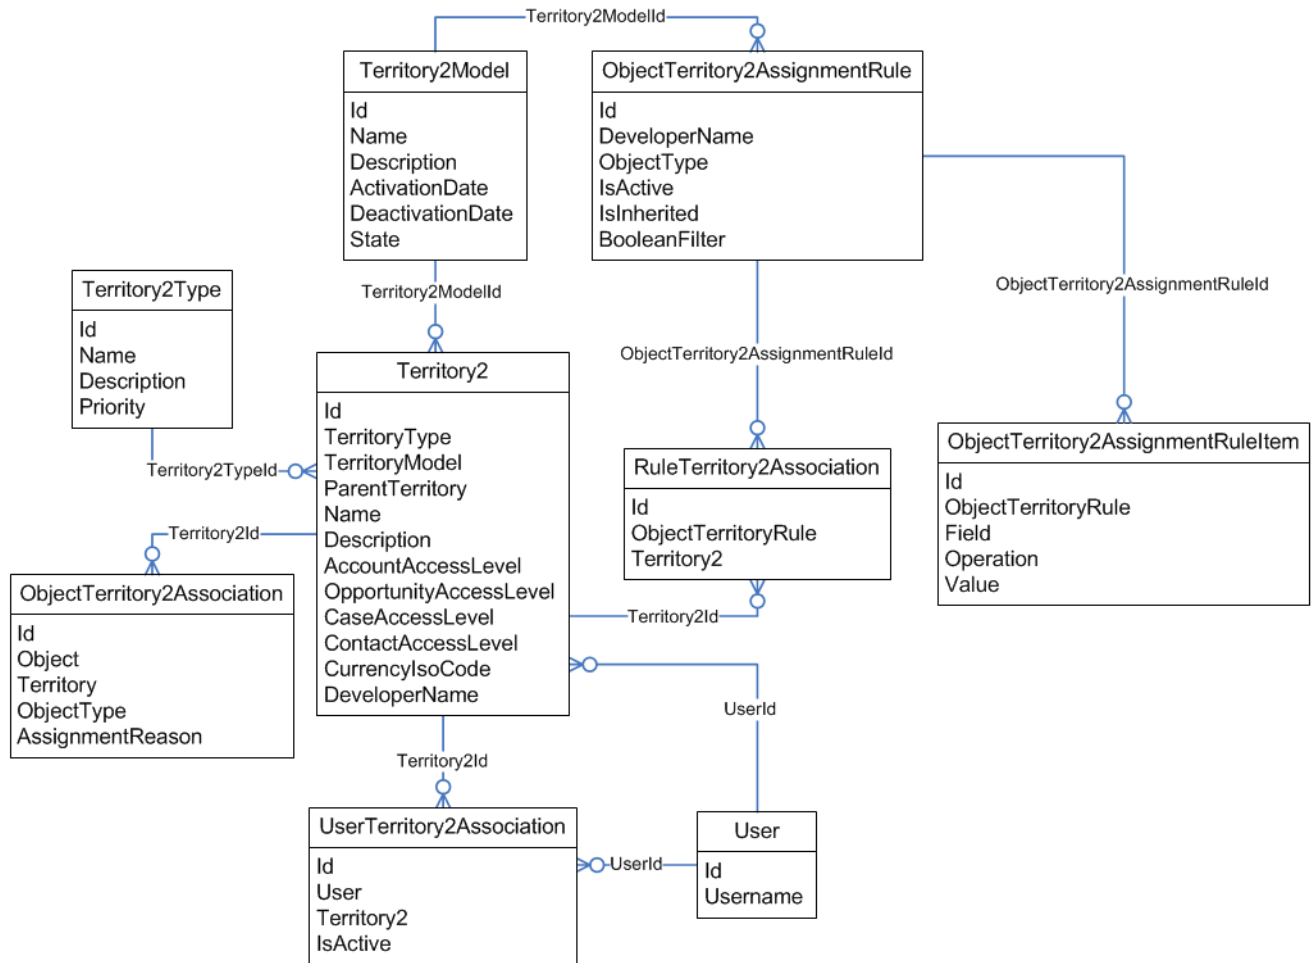 Territory2ModelId
Territory2Model
Id
Name
Description
ActivationDate
DeactivationDate
State
ObjectTerritory2AssignmentRule
Id
DeveloperName
ObjectType
IsActive
IsInherited
BooleanFilter
Territory2ModelId
ObjectTerritory2AssignmentRuleId
ObjectTerritory2AssignmentRuleId
Territory2Type
Id
Name
Description
Priority
Territory2TypeId
Territory2
Id
TerritoryType
TerritoryModel
ParentTerritory
Name
Description
AccountAccessLevel
OpportunityAccessLevel
CaseAccessLevel
ContactAccessLevel
CurrencyIsoCode
DeveloperName
RuleTerritory2Association
Id
ObjectTerritoryRule
Territory2
ObjectTerritory2AssignmentRuleItem
Id
ObjectTerritoryRule
Field
Operation
Value
Territory2Id
ObjectTerritory2Association
Id
Object
Territory
ObjectType
AssignmentReason
Territory2Id
UserId
Territory2Id
UserTerritory2Association
Id
User
Territory2
IsActive
UserId
User
Id
Username